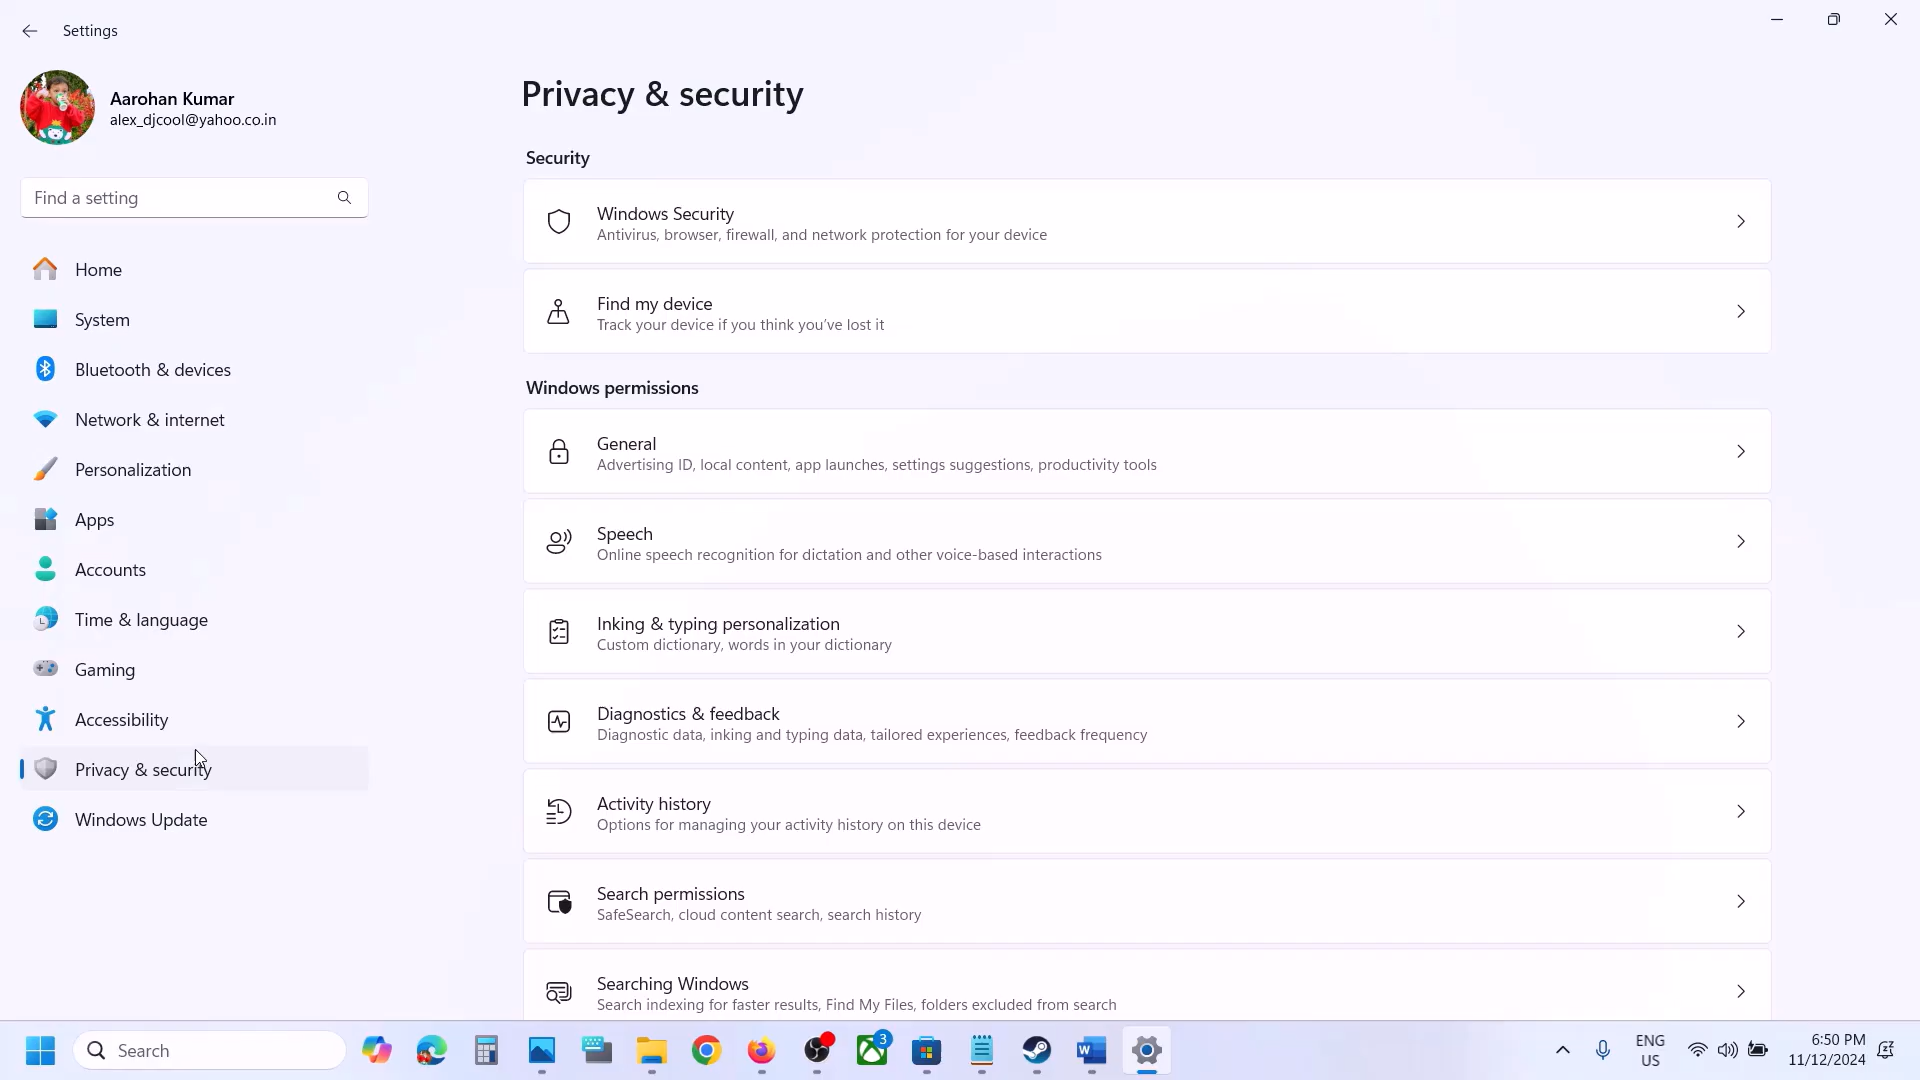 Settings
Aarohan Kumar
alex_djcool@yahoo.co.in
Find a setting
Home
System
Bluetooth & devices
Network & internet
Personalization
Apps
Accounts
Time & language
Gaming
Accessibility
Privacy & security
Windows Update
Privacy & security
Security
Windows Security
Antivirus, browser, firewall, and network protection for your device
Find my device
Track your device if you think you've lost it
Windows permissions
General
Advertising ID, local content, app launches, settings suggestions, productivity tools
Speech
Online speech recognition for dictation and other voice-based interactions
Inking & typing personalization
Custom dictionary, words in your dictionary
Diagnostics & feedback
Diagnostic data, inking and typing data, tailored experiences, feedback frequency
Activity history
Options for managing your activity history on this device
Search permissions
SafeSearch, cloud content search, search history
Searching Windows
Search indexing for faster results, Find My Files, folders excluded from search
Search
3
W
ENG
US
6:50 PM
11/12/2024